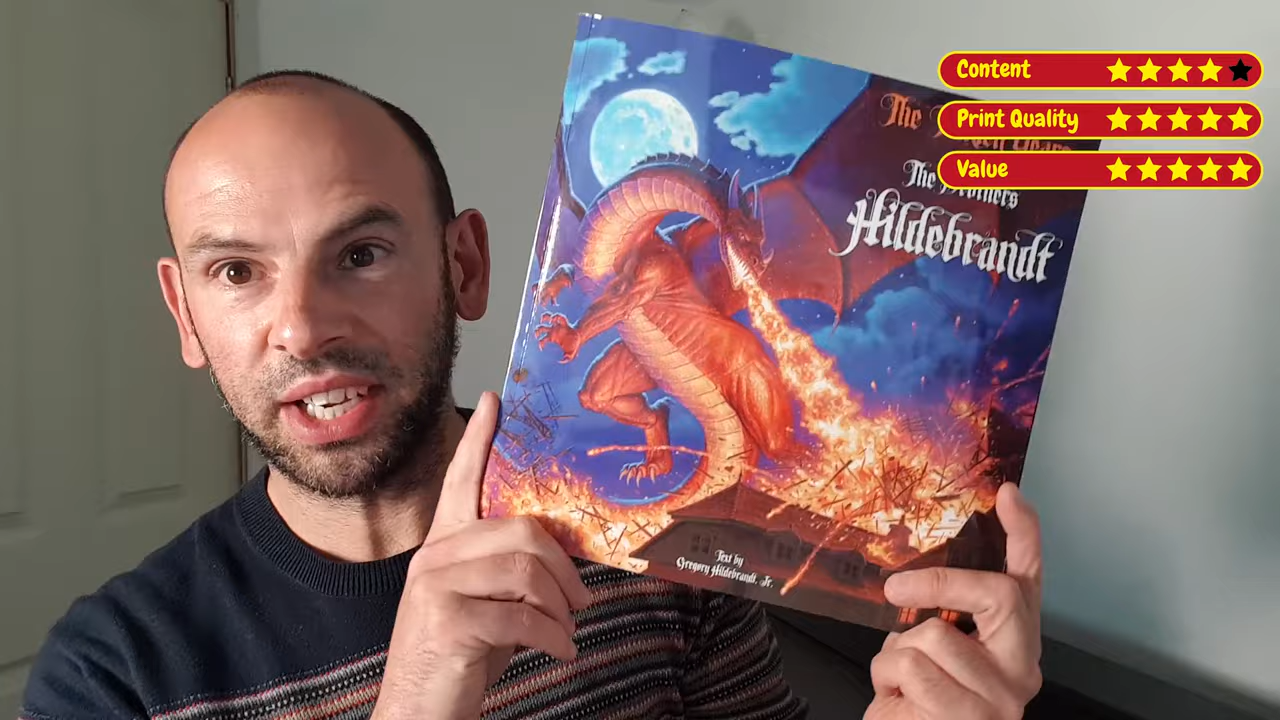 The
The Brothers
Hildebrandt
Text by
Gregory Hildebrandt, Jr.
Content
Print Quality
Value